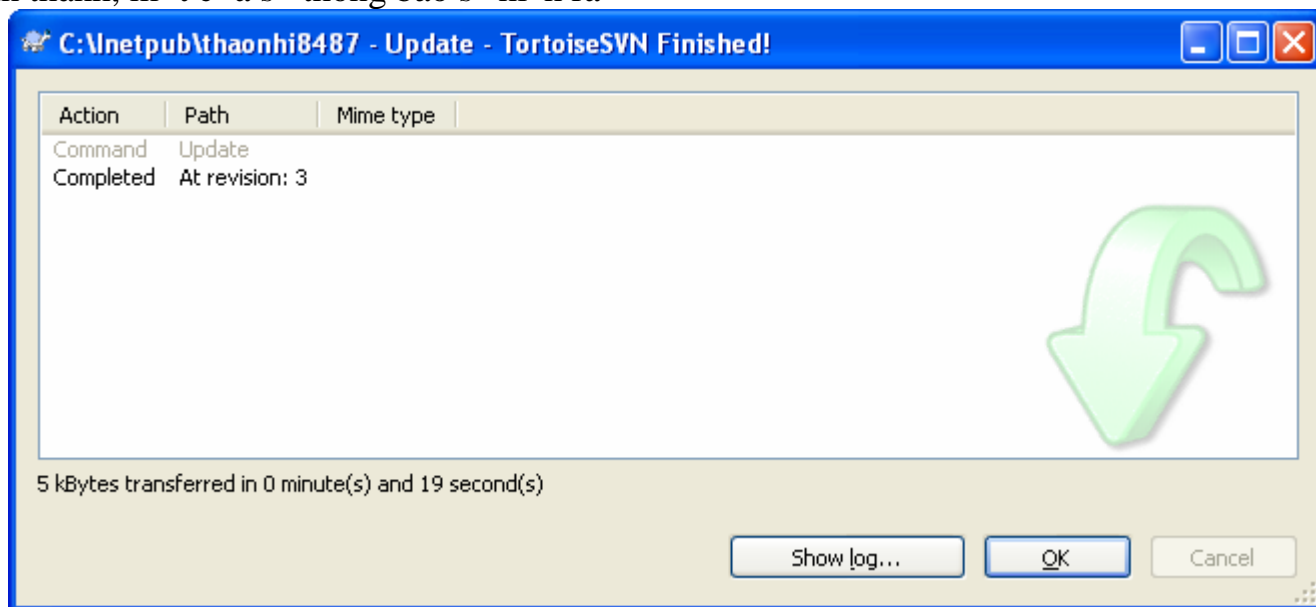 C:\Inetpub\thaonhi8487 - Update - TortoiseSVN Finished!
Action Path Mime type
Command Update
Completed At revision: 3
5 kBytes transferred in 0 minute(s) and 19 second(s)
Show log... OK Cancel